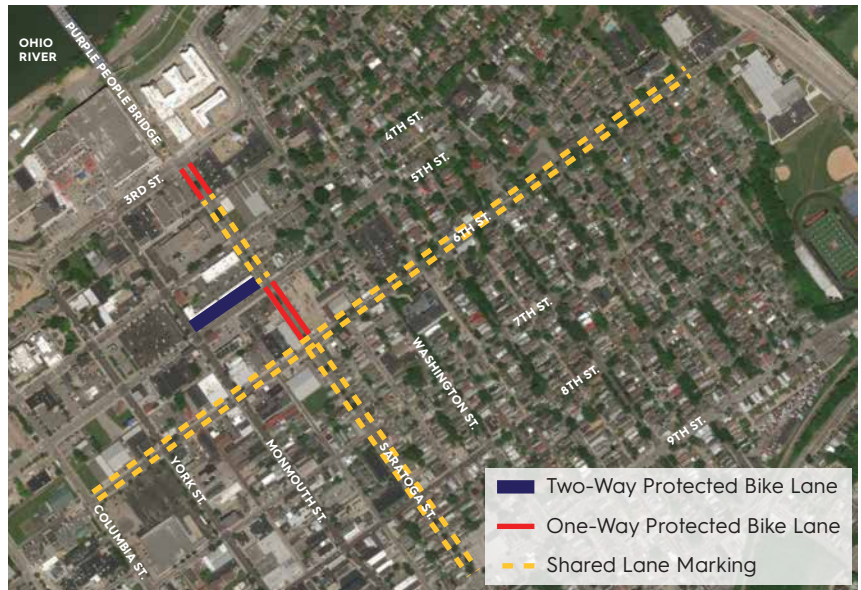 OHIO
RIVER
PURPLE PEOPLE BRIDGE
3RD ST.
4TH ST.
5TH ST.
6TH ST.
7TH ST.
8TH ST.
9TH ST.
WASHINGTON ST.
SARATOGA ST.
MONMOUTH ST.
YORK ST.
COLUMBIA ST.
Two-Way Protected Bike Lane
One-Way Protected Bike Lane
Shared Lane Marking